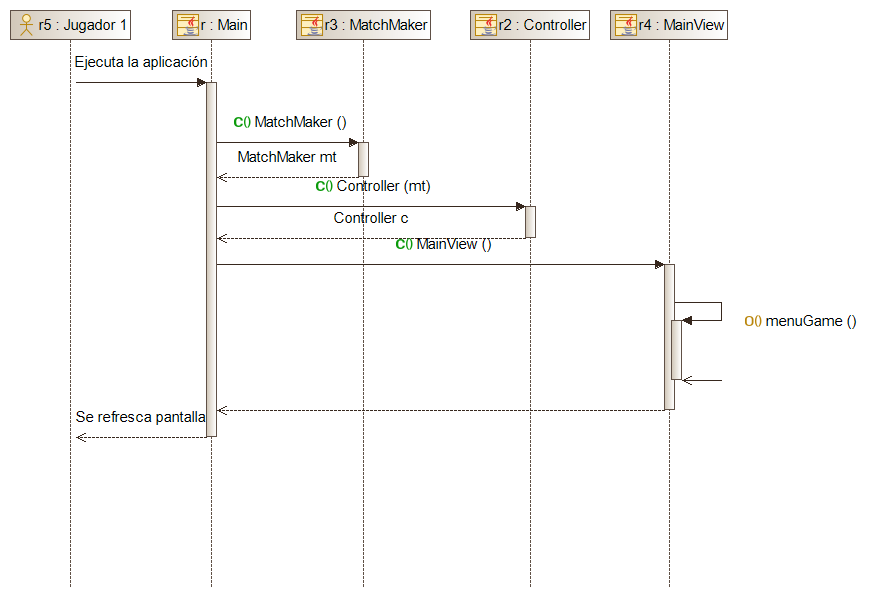 r5 : Jugador 1
r : Main
r3 : MatchMaker
r2 : Controller
r4 : MainView
Ejecuta la aplicación
C() MatchMaker ()
MatchMaker mt
C() Controller (mt)
Controller c
C() MainView ()
O() menuGame ()
Se refresca pantalla